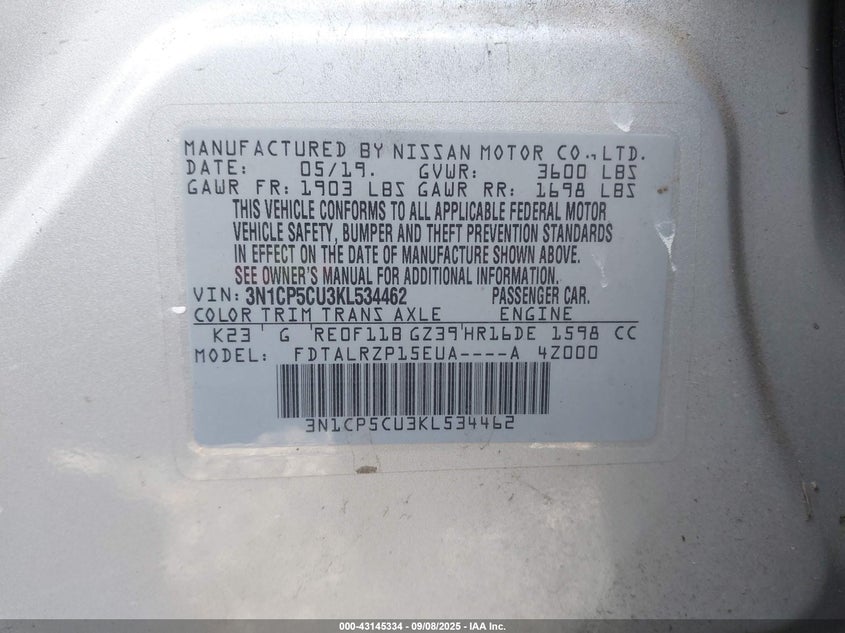 MANUFACTURED BY NISSAN MOTOR CO., LTD.
DATE: 05/19. GVWR: 3600 LBS
GAWR FR: 1903 LBS GAWR RR: 1698 LBS
THIS VEHICLE CONFORMS TO ALL APPLICABLE FEDERAL MOTOR
VEHICLE SAFETY, BUMPER AND THEFT PREVENTION STANDARDS
IN EFFECT ON THE DATE OF MANUFACTURE SHOWN ABOVE.
SEE OWNER'S MANUAL FOR ADDITIONAL INFORMATION.
VIN: 3N1CP5CU3KL534462 PASSENGER CAR.
COLOR TRIM TRANS AXLE ENGINE
K23 ' G ' RE0F11B GZ39 ' HR16DE 1598 CC
MODEL: FDTALRZP15EUA----A 4Z000
3N1CP5CU3KL534462
000-43145334 | 09/08/2025 | IAA Inc.